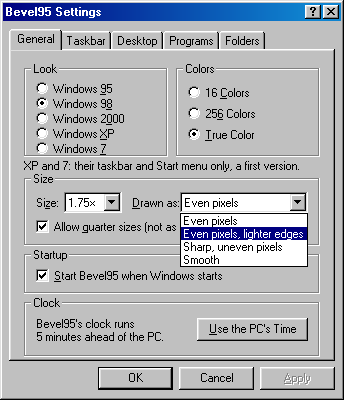 Bevel95 Settings
General Taskbar Desktop Programs Folders
Look
Windows 95
Windows 98
Windows 2000
Windows XP
Windows 7
Colors
16 Colors
256 Colors
True Color
XP and 7: their taskbar and Start menu only, a first version.
Size
Size: 1.75× Drawn as: Even pixels
Even pixels
Even pixels, lighter edges
Sharp, uneven pixels
Smooth
Allow quarter sizes (not as
Startup
Start Bevel95 when Windows starts
Clock
Bevel95's clock runs
5 minutes ahead of the PC.
Use the PC's Time
OK Cancel Apply